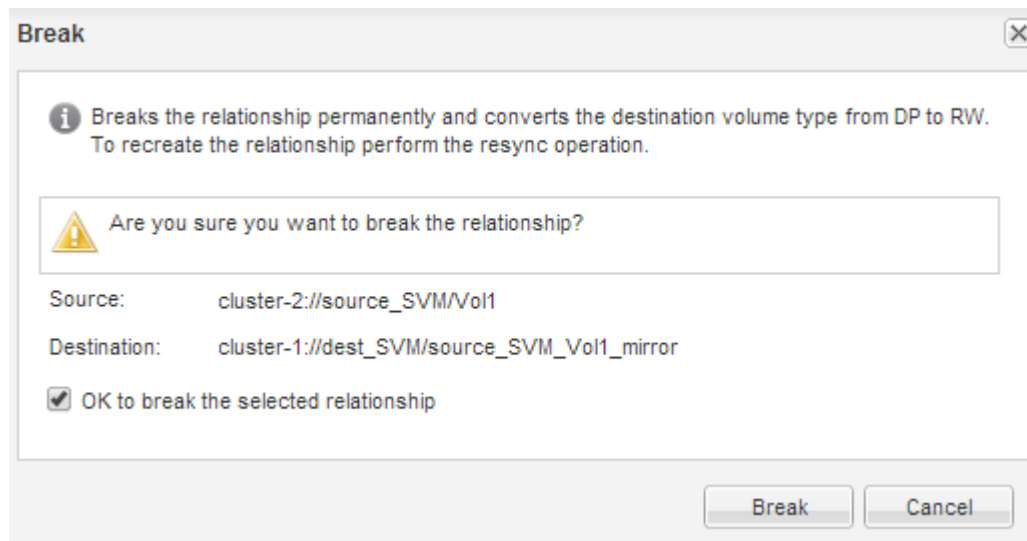 Break
Breaks the relationship permanently and converts the destination volume type from DP to RW.
To recreate the relationship perform the resync operation.
Are you sure you want to break the relationship?
Source: cluster-2://source_SVM/Vol1
Destination: cluster-1://dest_SVM/source_SVM_Vol1_mirror
OK to break the selected relationship
Break Cancel